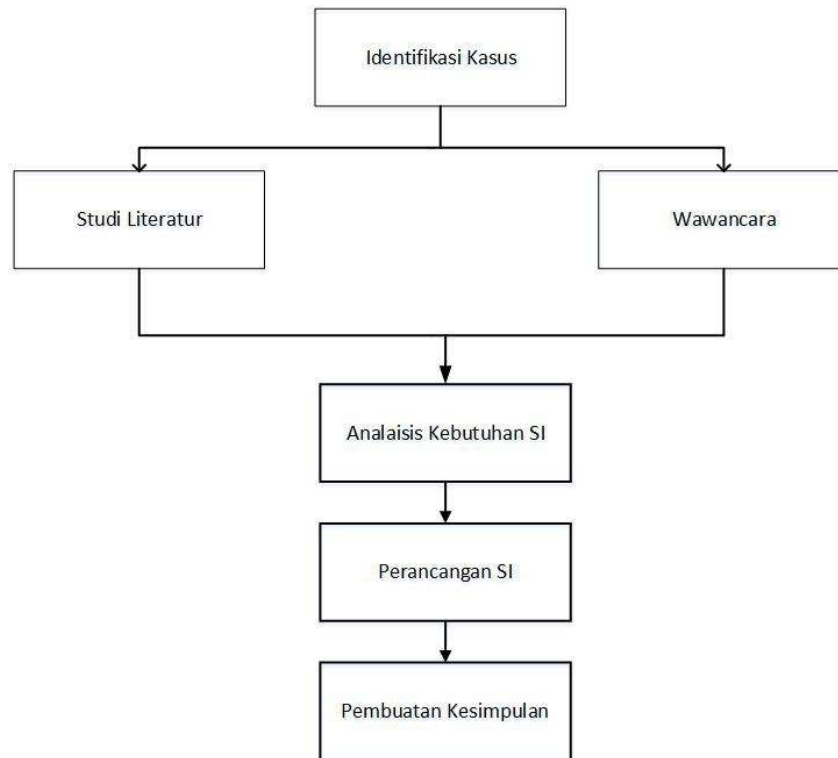 Identifikasi Kasus
Studi Literatur
Wawancara
Analaisis Kebutuhan SI
Perancangan SI
Pembuatan Kesimpulan